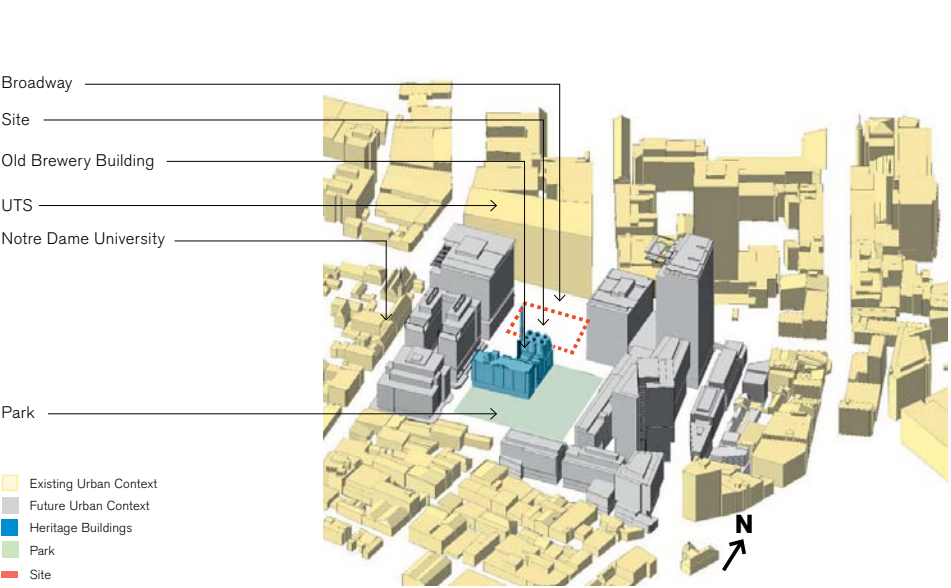 Broadway
Site
Old Brewery Building
UTS
Notre Dame University
Park
Existing Urban Context
Future Urban Context
Heritage Buildings
Park
Site
N